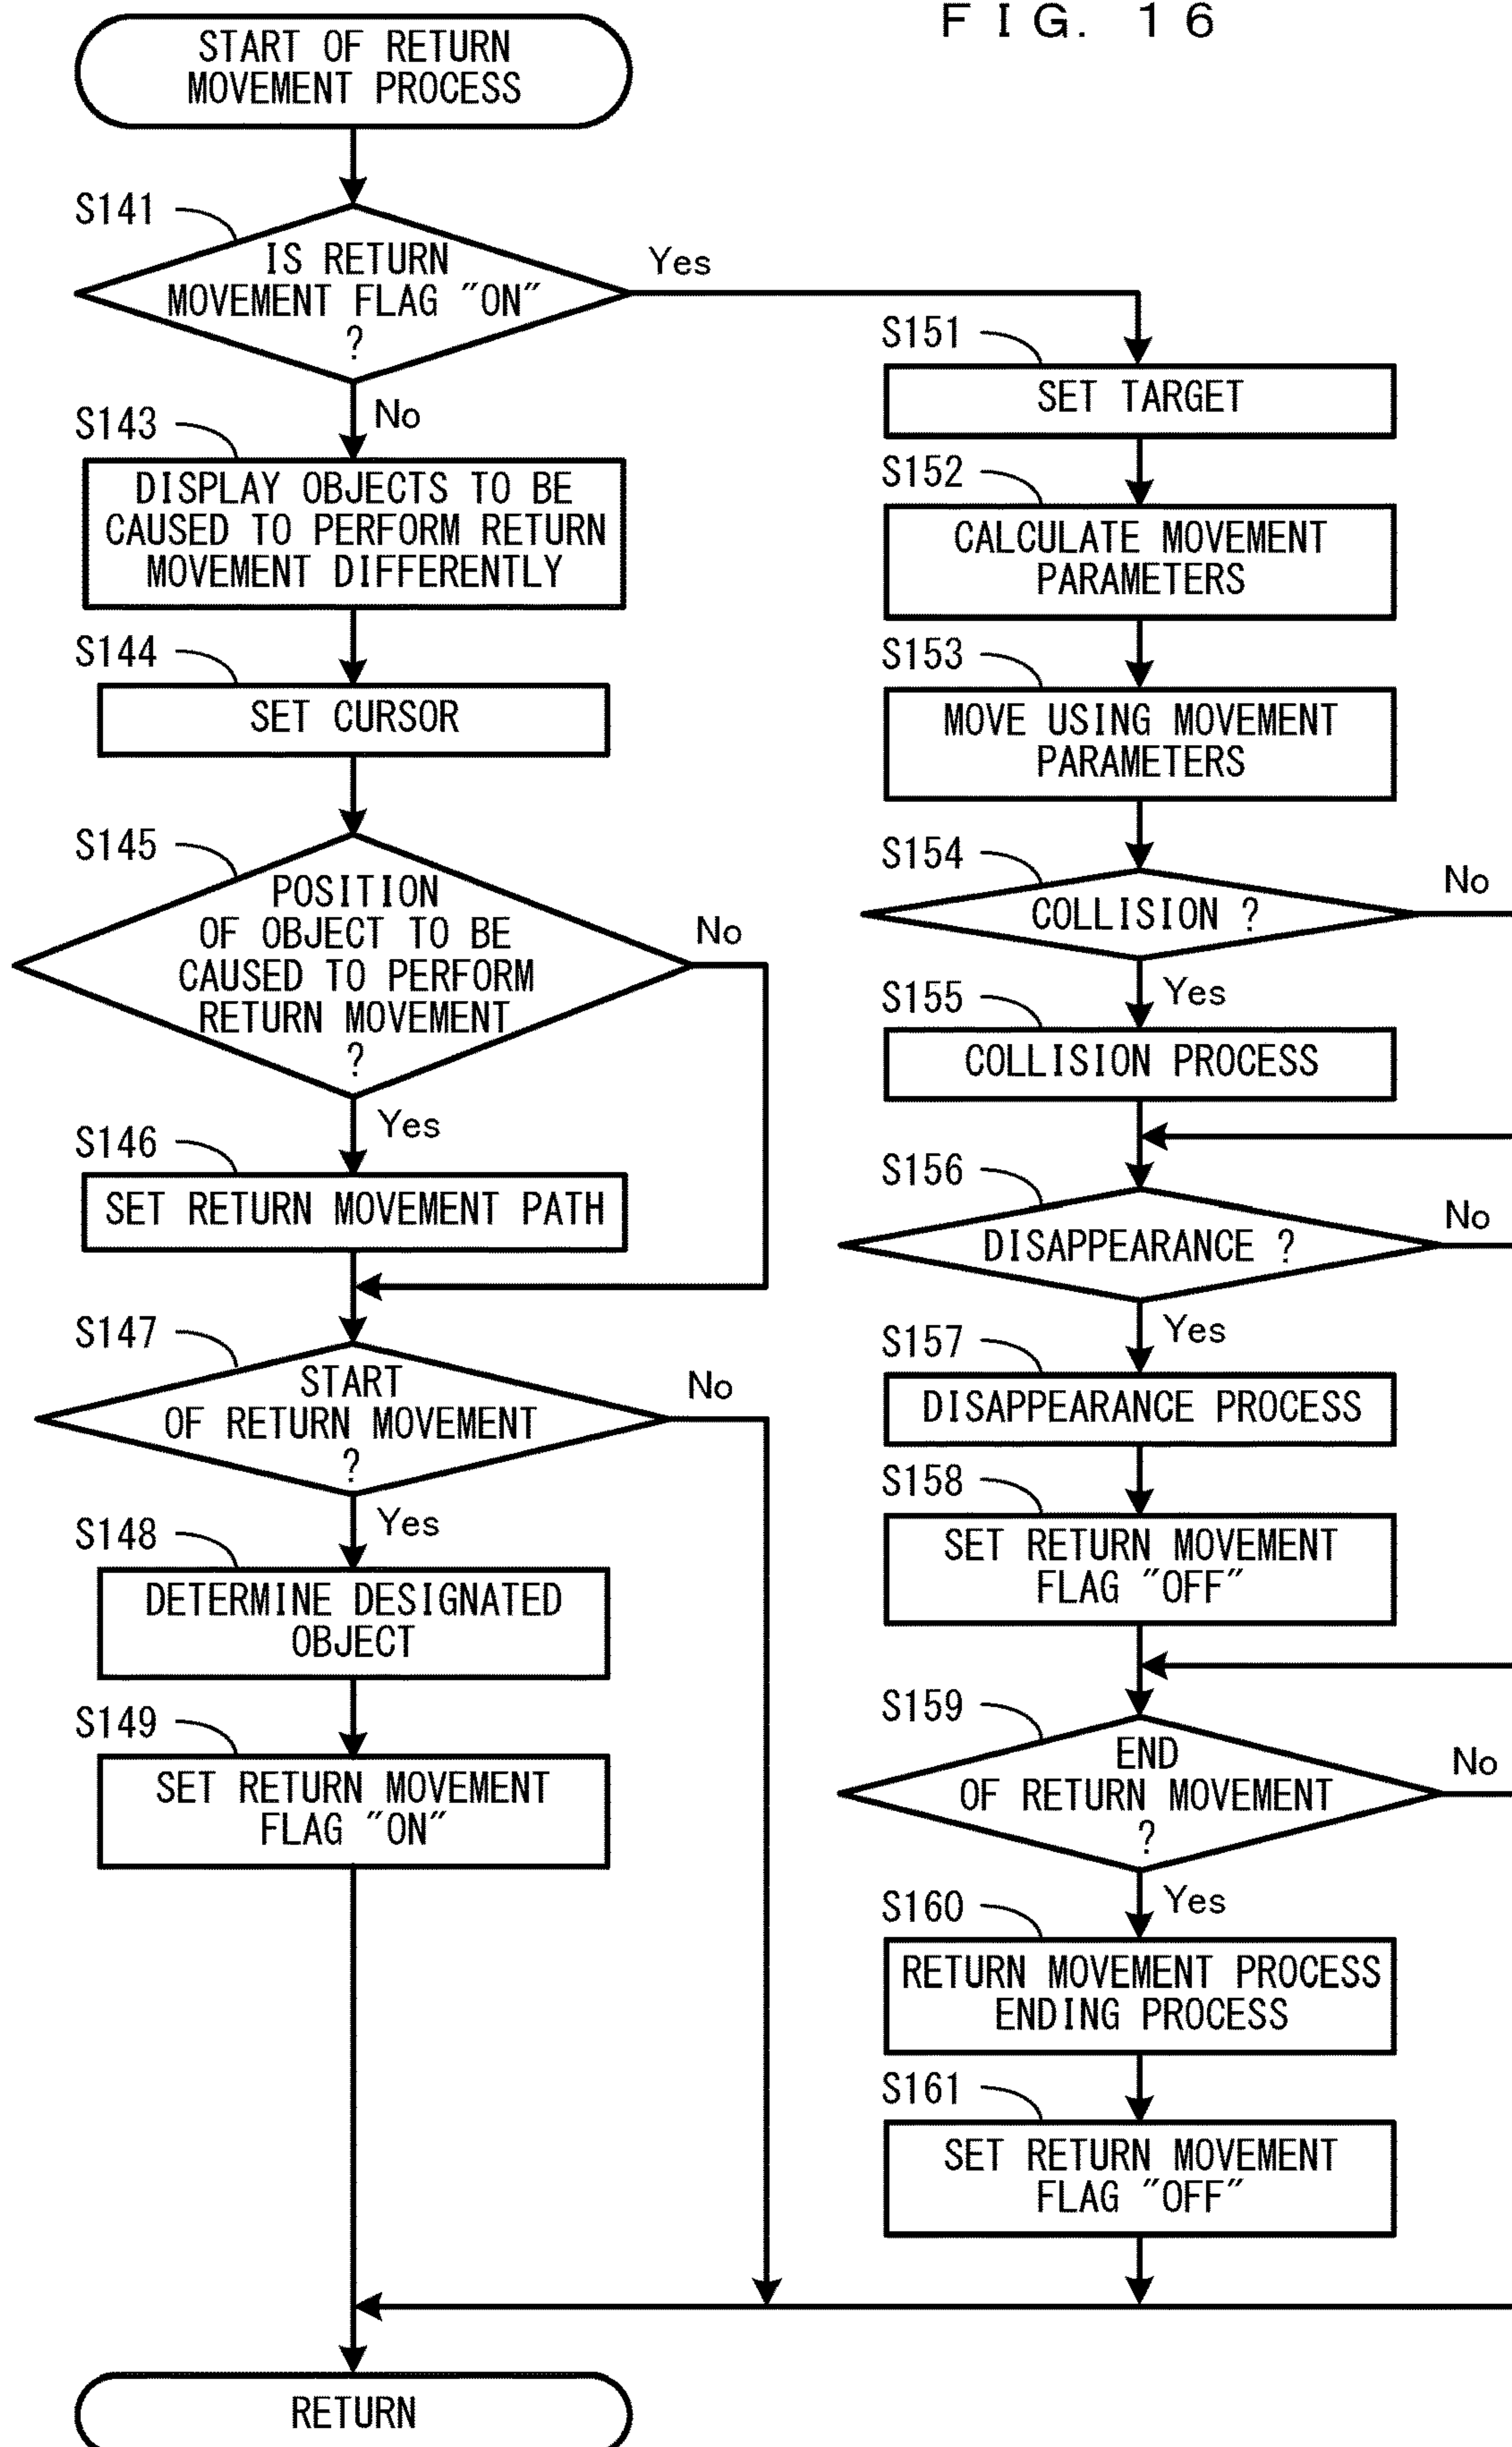 FIG. 16
START OF RETURN
MOVEMENT PROCESS
S141
IS RETURN
MOVEMENT FLAG "ON"
?
Yes
No
S143
DISPLAY OBJECTS TO BE
CAUSED TO PERFORM RETURN
MOVEMENT DIFFERENTLY
S144
SET CURSOR
S145
POSITION
OF OBJECT TO BE
CAUSED TO PERFORM
RETURN MOVEMENT
?
No
Yes
S146
SET RETURN MOVEMENT PATH
S147
START
OF RETURN MOVEMENT
?
No
Yes
S148
DETERMINE DESIGNATED
OBJECT
S149
SET RETURN MOVEMENT
FLAG "ON"
S151
SET TARGET
S152
CALCULATE MOVEMENT
PARAMETERS
S153
MOVE USING MOVEMENT
PARAMETERS
S154
COLLISION ?
No
Yes
S155
COLLISION PROCESS
S156
DISAPPEARANCE ?
No
Yes
S157
DISAPPEARANCE PROCESS
S158
SET RETURN MOVEMENT
FLAG "OFF"
S159
END
OF RETURN MOVEMENT
?
No
Yes
S160
RETURN MOVEMENT PROCESS
ENDING PROCESS
S161
SET RETURN MOVEMENT
FLAG "OFF"
RETURN